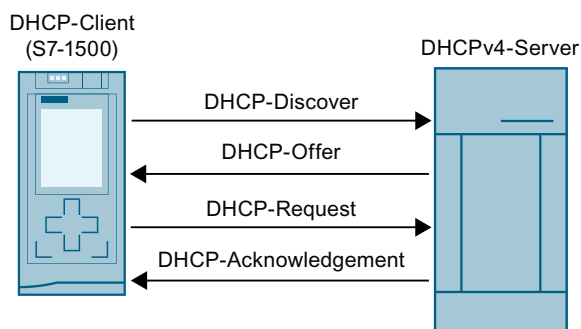 DHCP-Client
(S7-1500)
DHCPv4-Server
DHCP-Discover
DHCP-Offer
DHCP-Request
DHCP-Acknowledgement